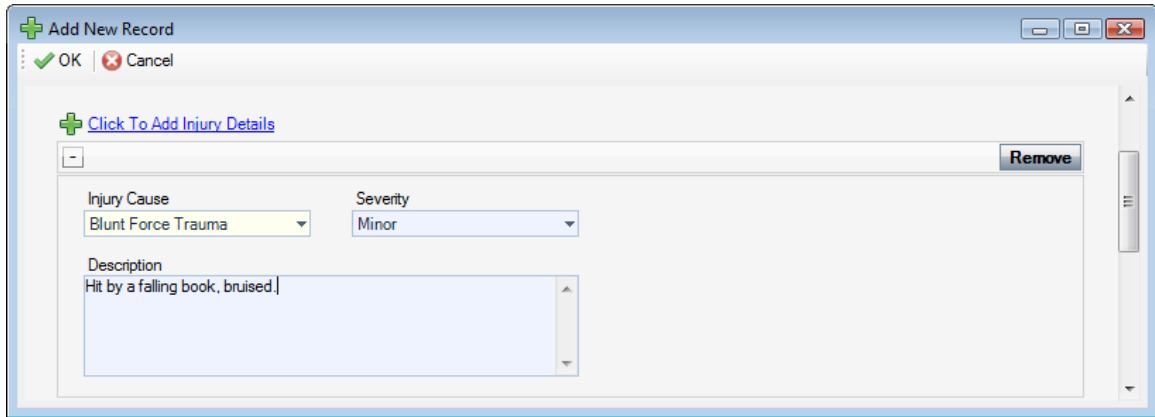 Add New Record
OK Cancel
Click To Add Injury Details
- Remove
Injury Cause Severity
Blunt Force Trauma Minor
Description
Hit by a falling book, bruised.